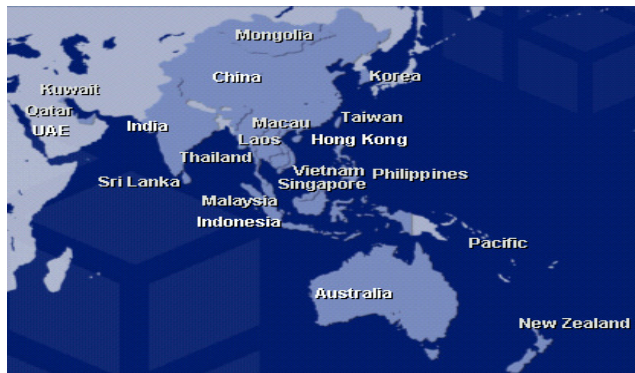 Mongolia
China
Korea
Kuwait
Qatar
Taiwan
UAE
India
Macau
Laos
Hong Kong
Thailand
Vietnam
Philippines
Sri Lanka
Singapore
Malaysia
Indonesia
Pacific
Australia
New Zealand